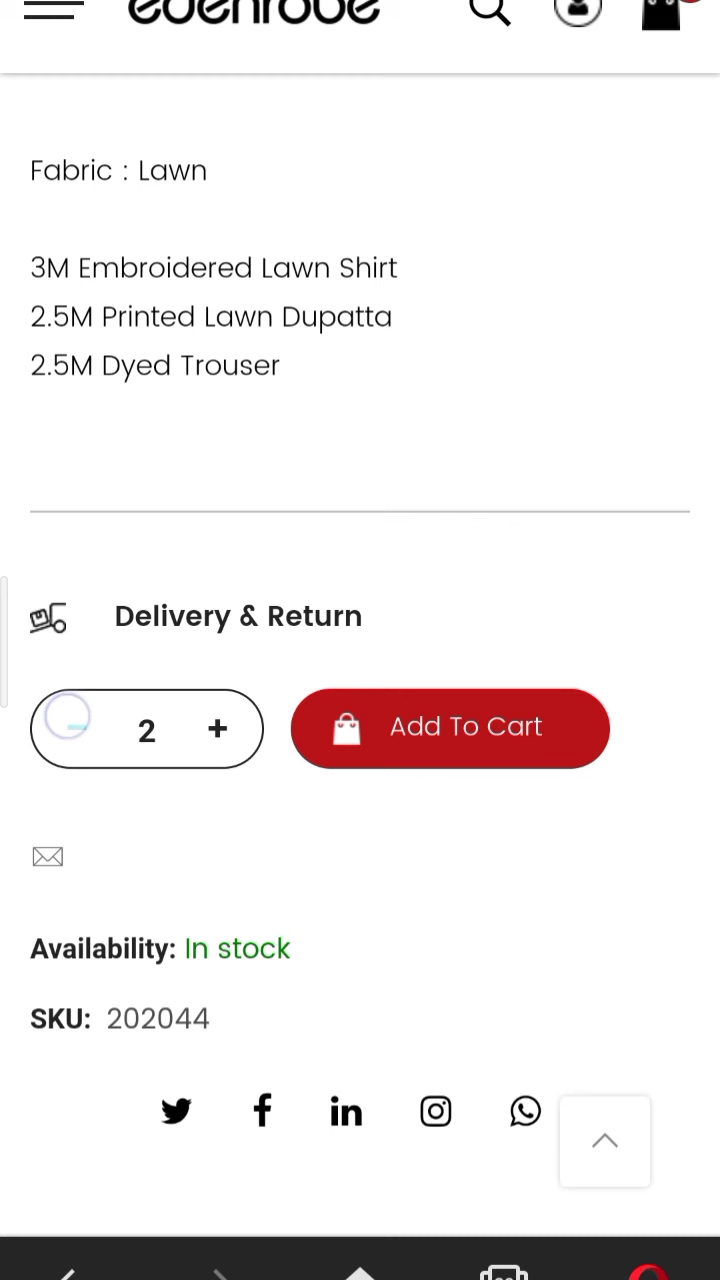 edenrobe
Fabric : Lawn
3M Embroidered Lawn Shirt
2.5M Printed Lawn Dupatta
2.5M Dyed Trouser
Delivery & Return
2 +
Add To Cart
Availability: In stock
SKU: 202044